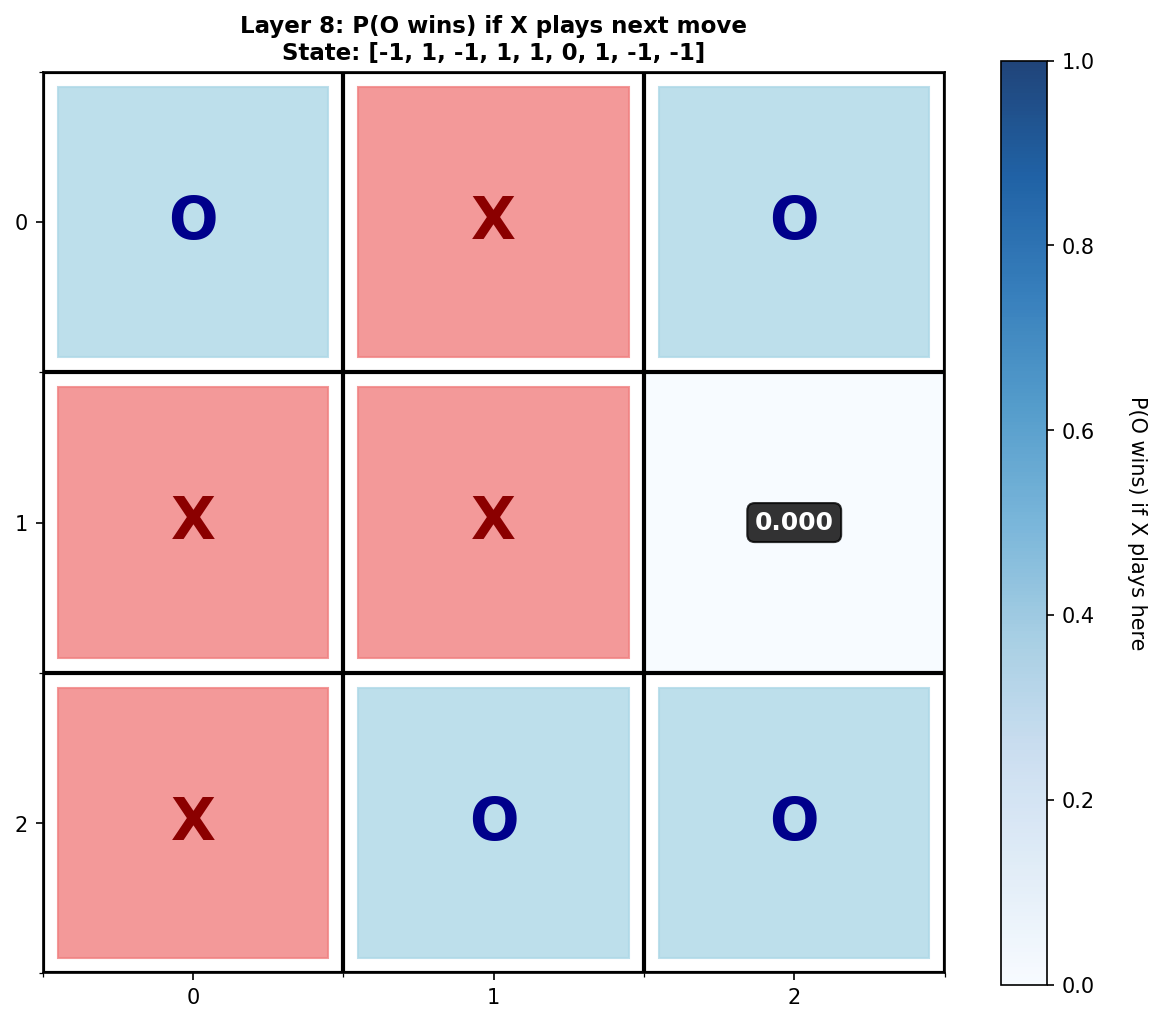 Layer 8: P(O wins) if X plays next move
State: [-1, 1, -1, 1, 1, 0, 1, -1, -1]
O X O
0
X X 0.000
1
X O O
2
0 1 2
1.0
0.8
0.6
0.4
0.2
0.0
P(O wins) if X plays here